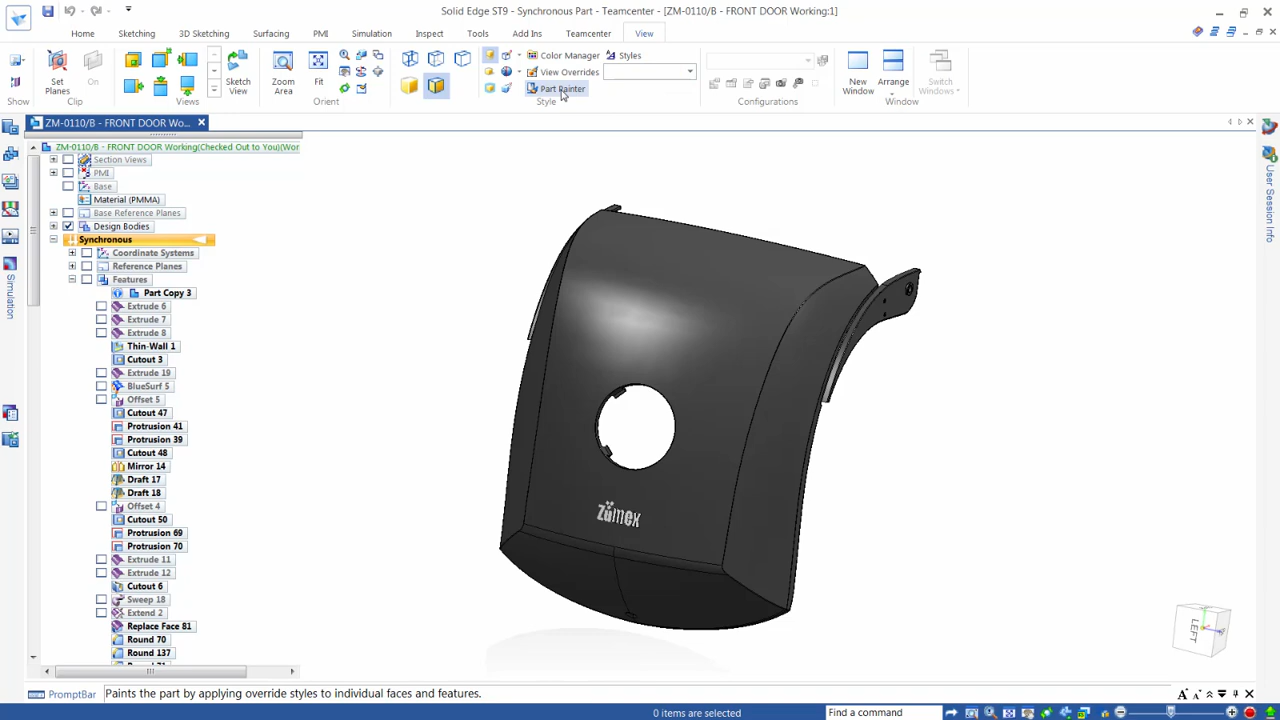 Solid Edge ST9 - Synchronous Part - Teamcenter - [ZM-0110/B - FRONT DOOR Working:1]
Home Sketching 3D Sketching Surfacing PMI Simulation Inspect Tools Add Ins Teamcenter View
Color Manager Styles
View Overrides
Part Painter
Set Planes On Sketch View Zoom Area Fit New Window Arrange Switch Windows
Show Clip Views Orient Style Configurations Window
ZM-0110/B - FRONT DOOR Wo...
ZM-0110/B - FRONT DOOR Working(Checked Out to You)(Wor
Section Views
PMI
Base
Material (PMMA)
Base Reference Planes
Design Bodies
Synchronous
Coordinate Systems
Reference Planes
Features
Part Copy 3
Extrude 6
Extrude 7
Extrude 8
Thin-Wall 1
Cutout 3
Extrude 19
BlueSurf 5
Offset 5
Cutout 47
Protrusion 41
Protrusion 39
Cutout 48
Mirror 14
Draft 17
Draft 18
Offset 4
Cutout 50
Protrusion 69
Protrusion 70
Extrude 11
Extrude 12
Cutout 6
Sweep 18
Extend 2
Replace Face 81
Round 70
Round 137
Simulation
User Session Info
Zümex
LEFT
PromptBar Paints the part by applying override styles to individual faces and features.
0 items are selected Find a command